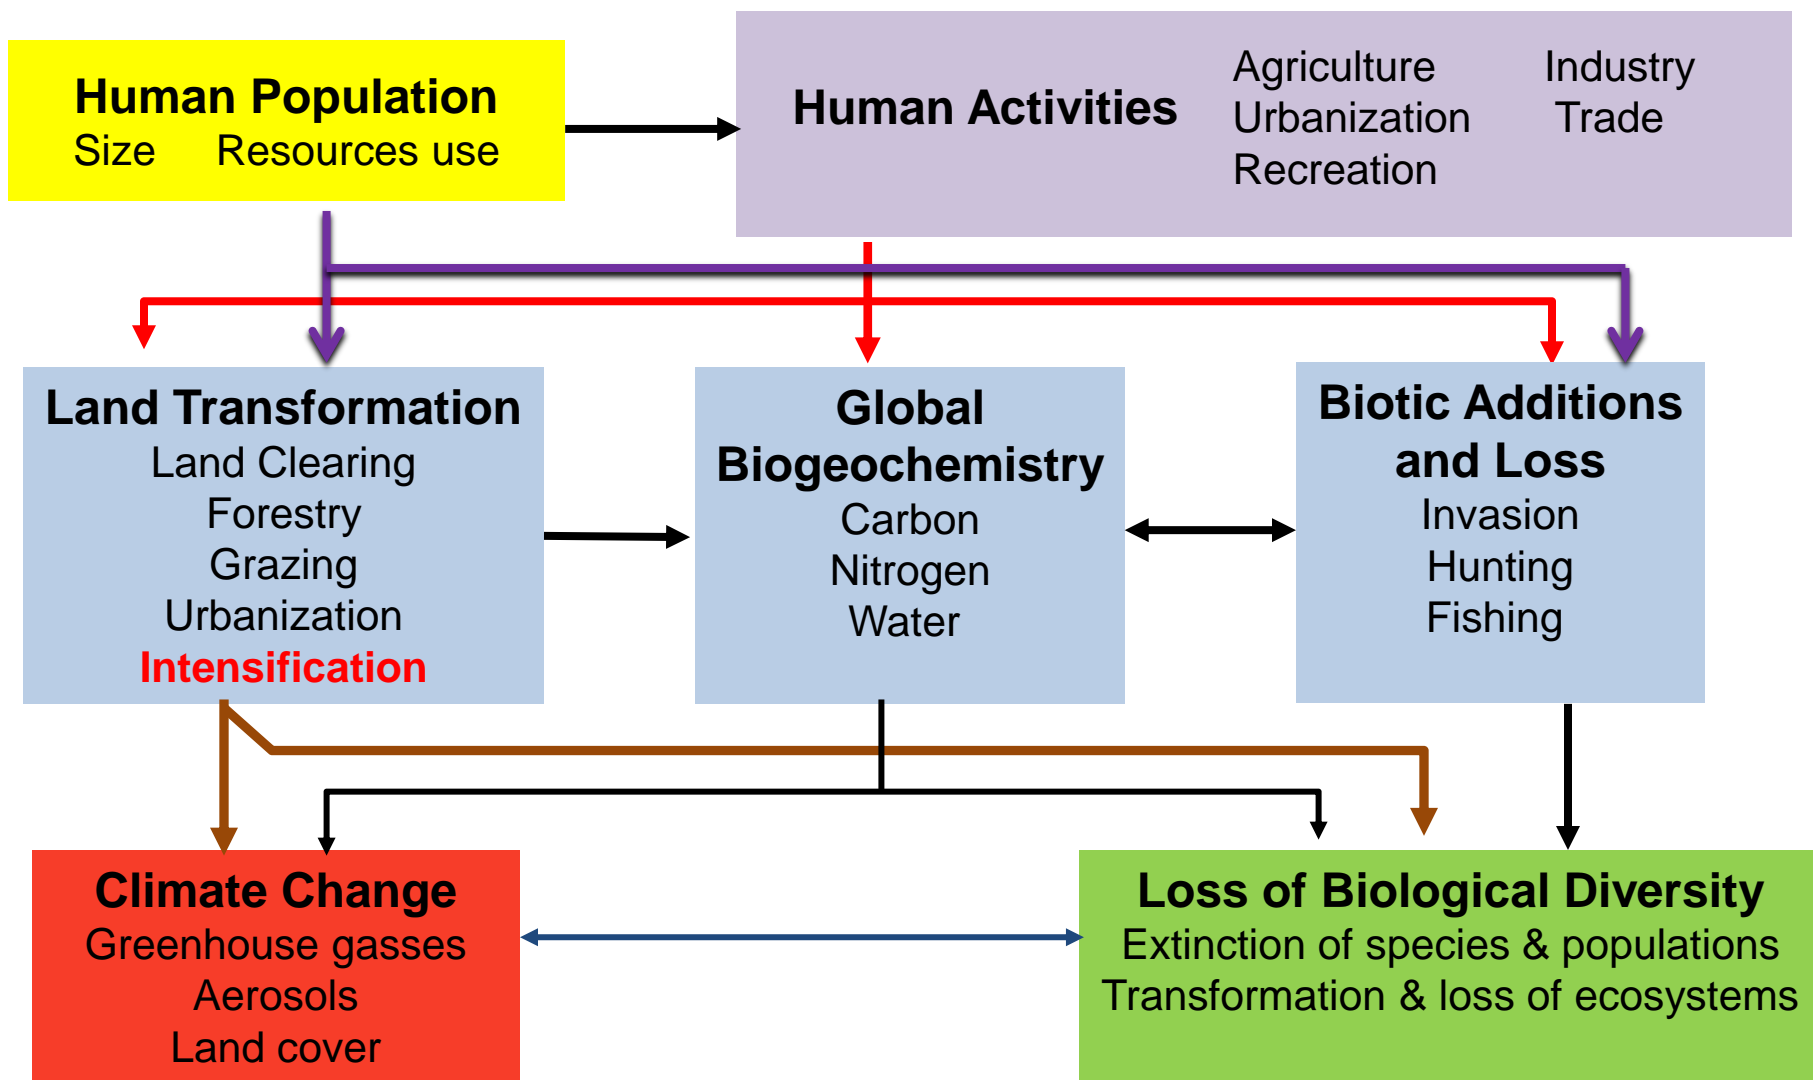 Human Population
Size Resources use
Human Activities
Agriculture Industry
Urbanization Trade
Recreation
Land Transformation
Land Clearing
Forestry
Grazing
Urbanization
Intensification
Global
Biogeochemistry
Carbon
Nitrogen
Water
Biotic Additions
and Loss
Invasion
Hunting
Fishing
Climate Change
Greenhouse gasses
Aerosols
Land cover
Loss of Biological Diversity
Extinction of species & populations
Transformation & loss of ecosystems